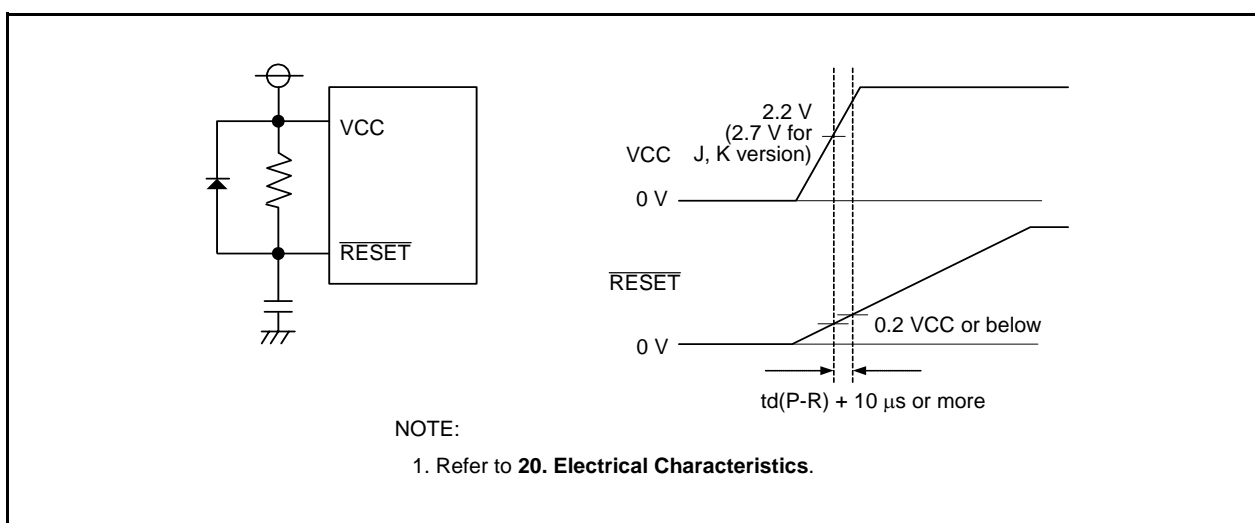 VCC
RESET
2.2 V
(2.7 V for
J, K version)
VCC
0 V
RESET
0.2 VCC or below
0 V
td(P-R) + 10 μs or more
NOTE:
1. Refer to 20. Electrical Characteristics.